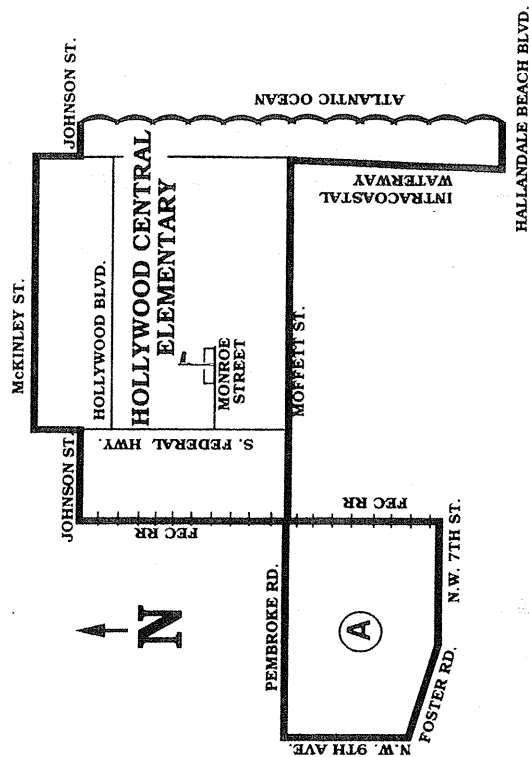 McKINLEY ST.
JOHNSON ST.
JOHNSON ST.
HOLLYWOOD BLVD.
HOLLYWOOD CENTRAL
ELEMENTARY
MONROE
STREET
S. FEDERAL HWY.
ATLANTIC OCEAN
FEC RR
N
PEMBROKE RD.
MOFFETT ST.
INTRACOASTAL
WATERWAY
FEC RR
A
N.W. 9TH AVE.
FOSTER RD.
N.W. 7TH ST.
HALLANDALE BEACH BLVD.